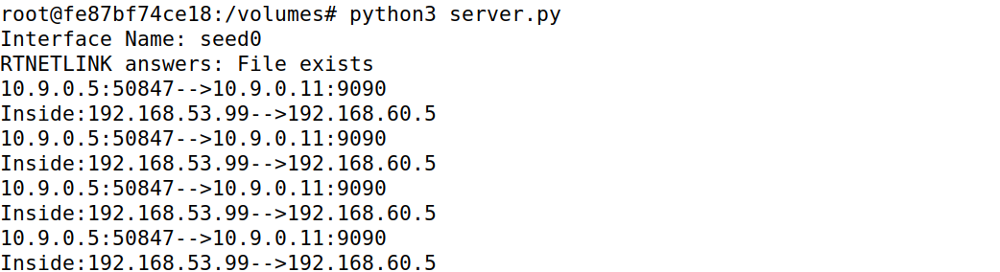 root@fe87bf74ce18:/volumes# python3 server.py
Interface Name: seed0
RTNETLINK answers: File exists
10.9.0.5:50847-->10.9.0.11:9090
Inside:192.168.53.99-->192.168.60.5
10.9.0.5:50847-->10.9.0.11:9090
Inside:192.168.53.99-->192.168.60.5
10.9.0.5:50847-->10.9.0.11:9090
Inside:192.168.53.99-->192.168.60.5
10.9.0.5:50847-->10.9.0.11:9090
Inside:192.168.53.99-->192.168.60.5